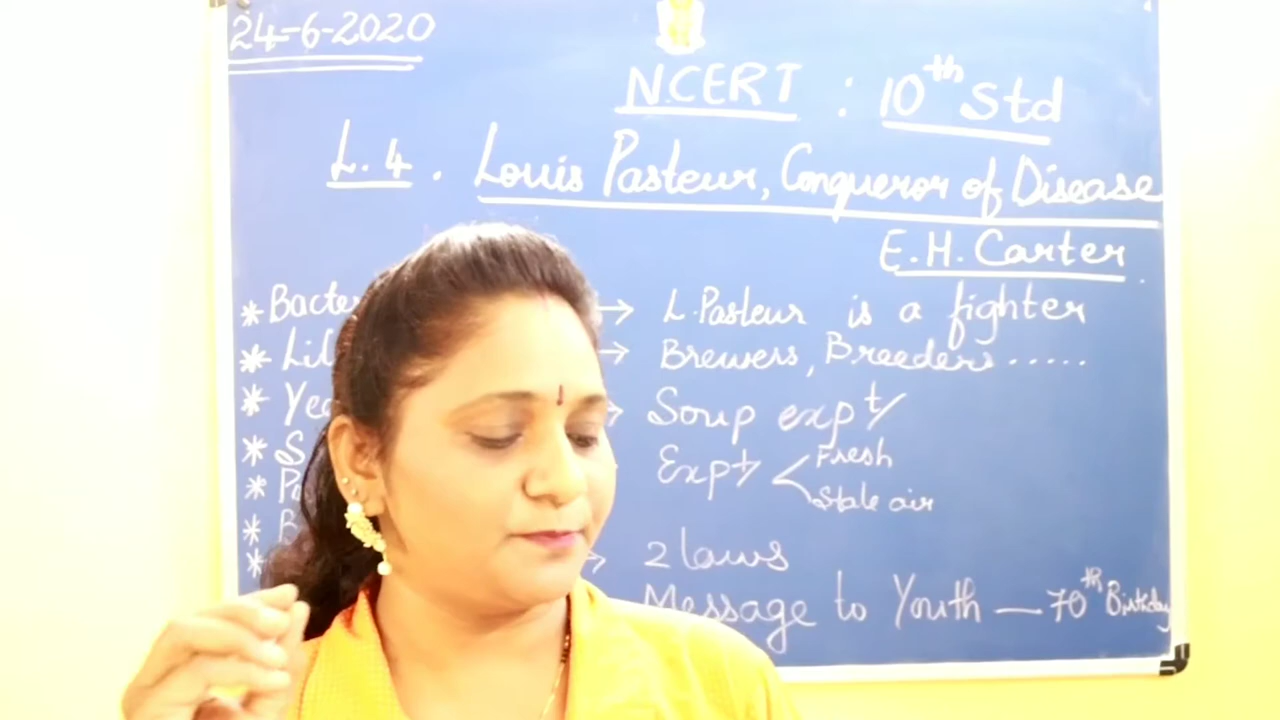 24-6-2020
NCERT : 10th Std
L. 4 . Louis Pasteur, Conqueror of Disease
E.H. Carter
* → L.Pasteur is a fighter
* → Brewers, Breeders.....
* Soup expt/
* Expt/ < Fresh
Stale air
*
*
* 2 laws
Message to Youth — 70th Birthday